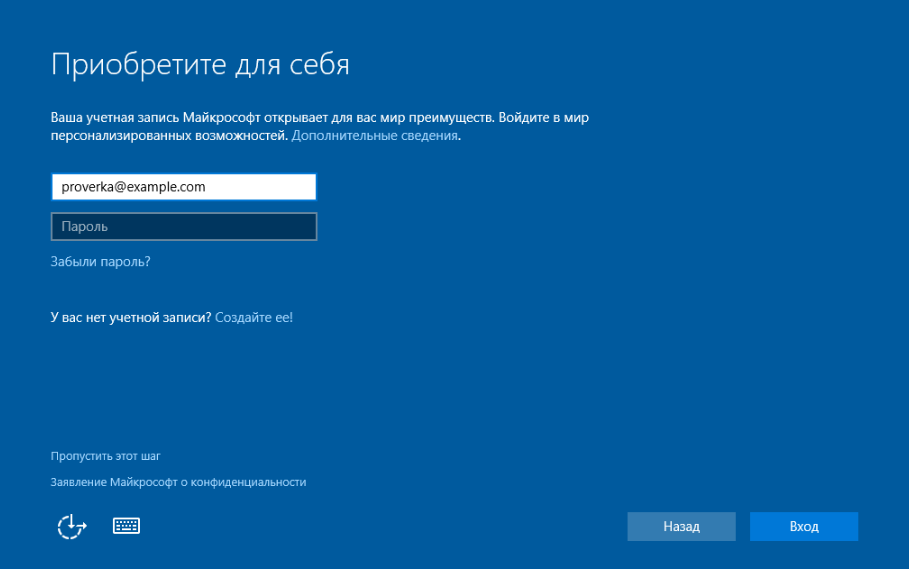 Приобретите для себя
Ваша учетная запись Майкрософт открывает для вас мир преимуществ. Войдите в мир
персонализированных возможностей. Дополнительные сведения.
proverka@example.com
Пароль
Забыли пароль?
У вас нет учетной записи? Создайте ее!
Пропустить этот шаг
Заявление Майкрософт о конфиденциальности
Назад
Вход